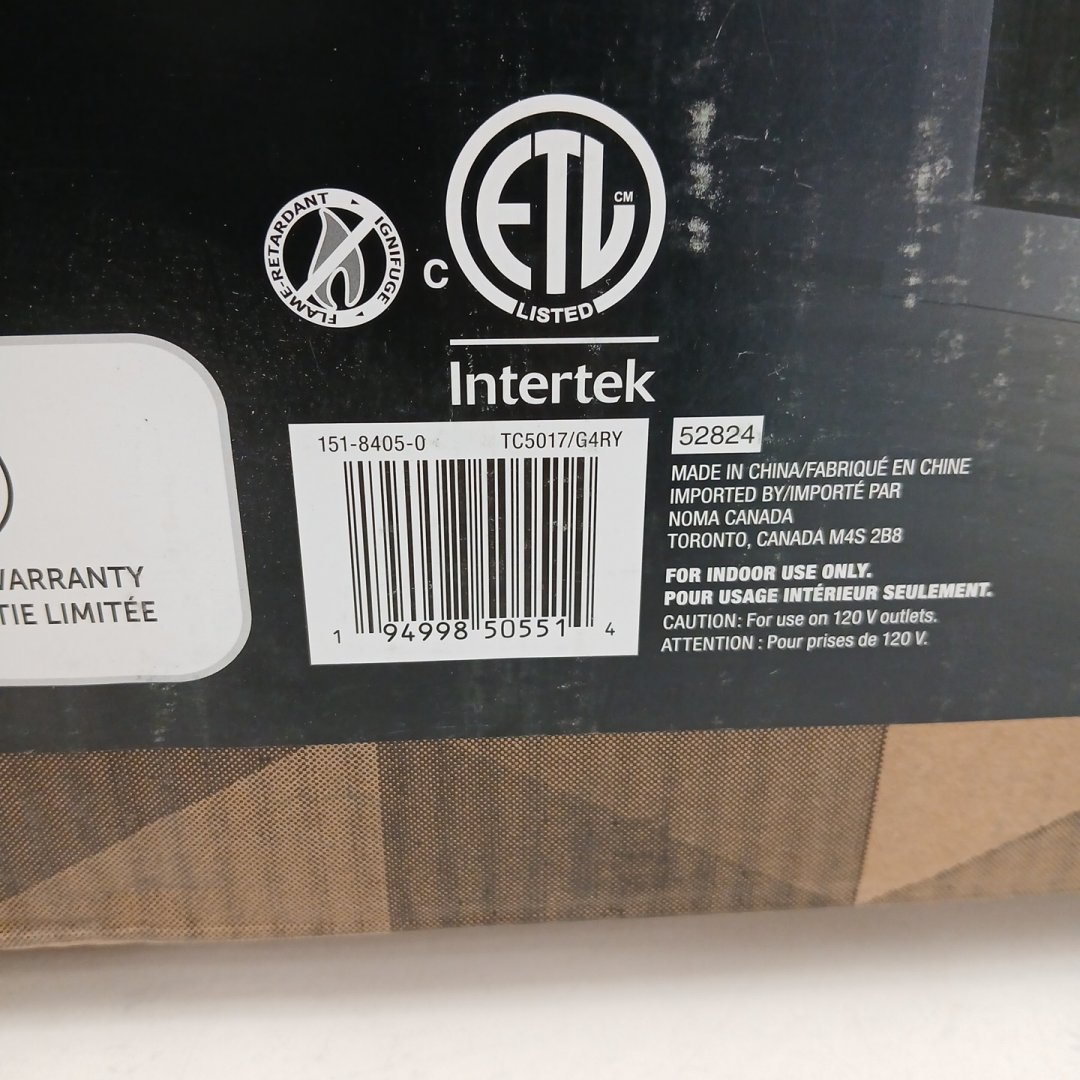 FLAME-RETARDANT
IGNIFUGE
C
ETL
CM
LISTED
Intertek
151-8405-0 TC5017/G4RY
1 94998 50551 4
52824
MADE IN CHINA/FABRIQUÉ EN CHINE
IMPORTED BY/IMPORTÉ PAR
NOMA CANADA
TORONTO, CANADA M4S 2B8
FOR INDOOR USE ONLY.
POUR USAGE INTÉRIEUR SEULEMENT.
CAUTION: For use on 120 V outlets.
ATTENTION : Pour prises de 120 V.
LIMITÉE